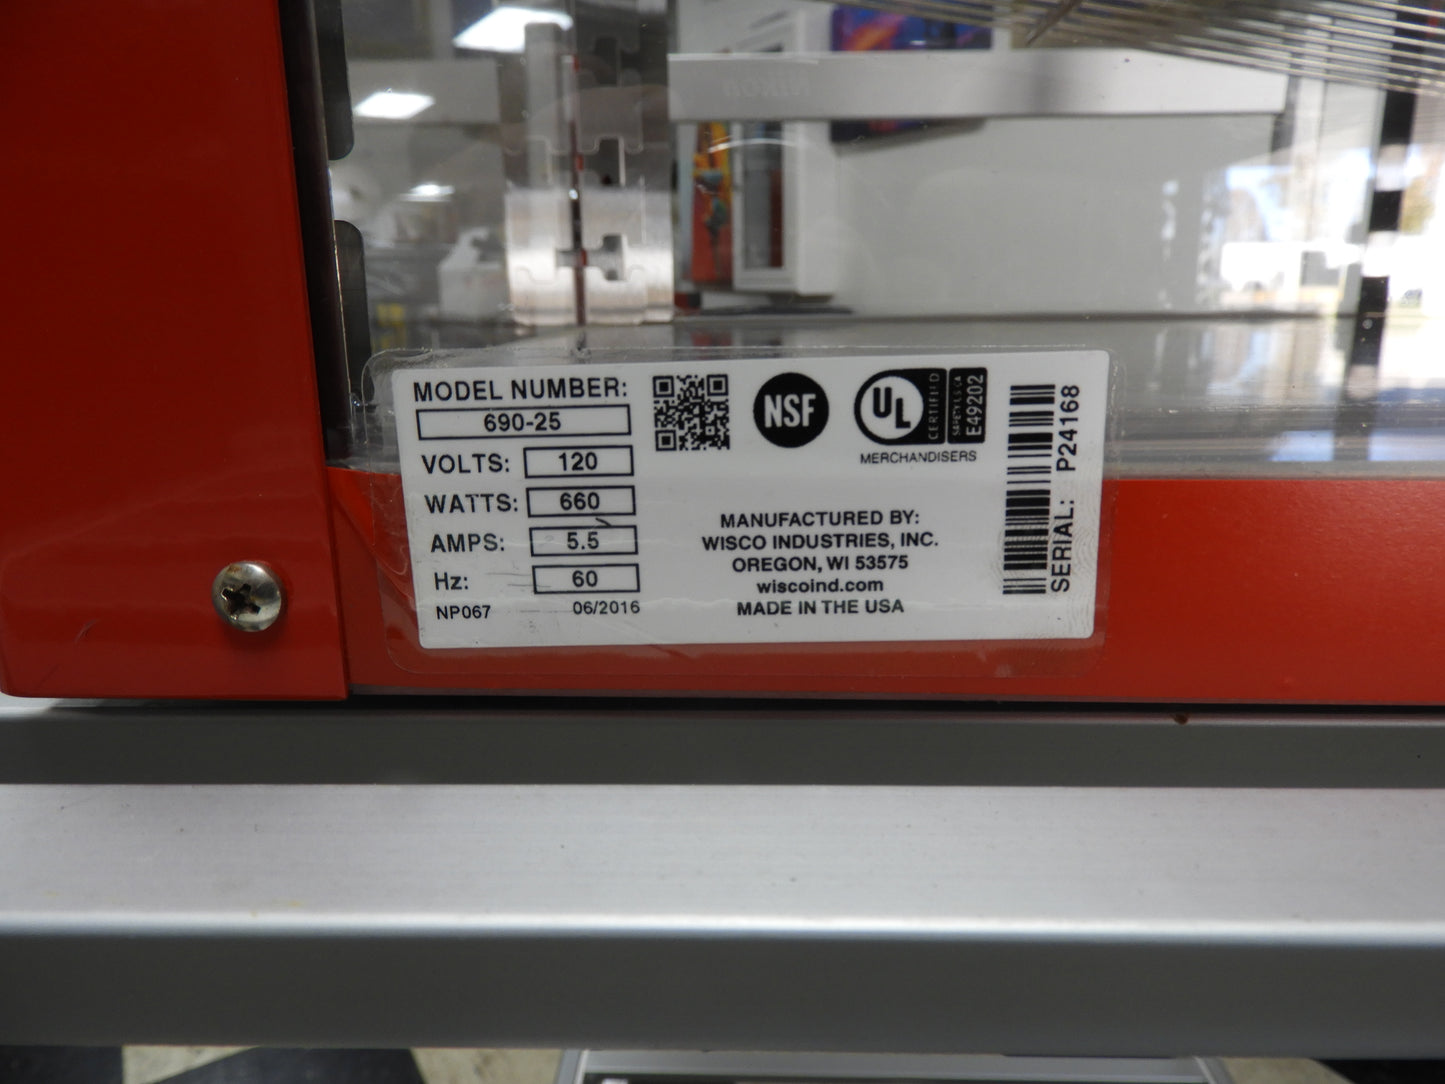 MODEL NUMBER:
690-25
VOLTS: 120
WATTS: 660
AMPS: 5.5
Hz: 60
NP067 06/2016
NSF
UL
CERTIFIED
SAFETY US CA
E49202
MERCHANDISERS
MANUFACTURED BY:
WISCO INDUSTRIES, INC.
OREGON, WI 53575
wiscoind.com
MADE IN THE USA
SERIAL: P24168